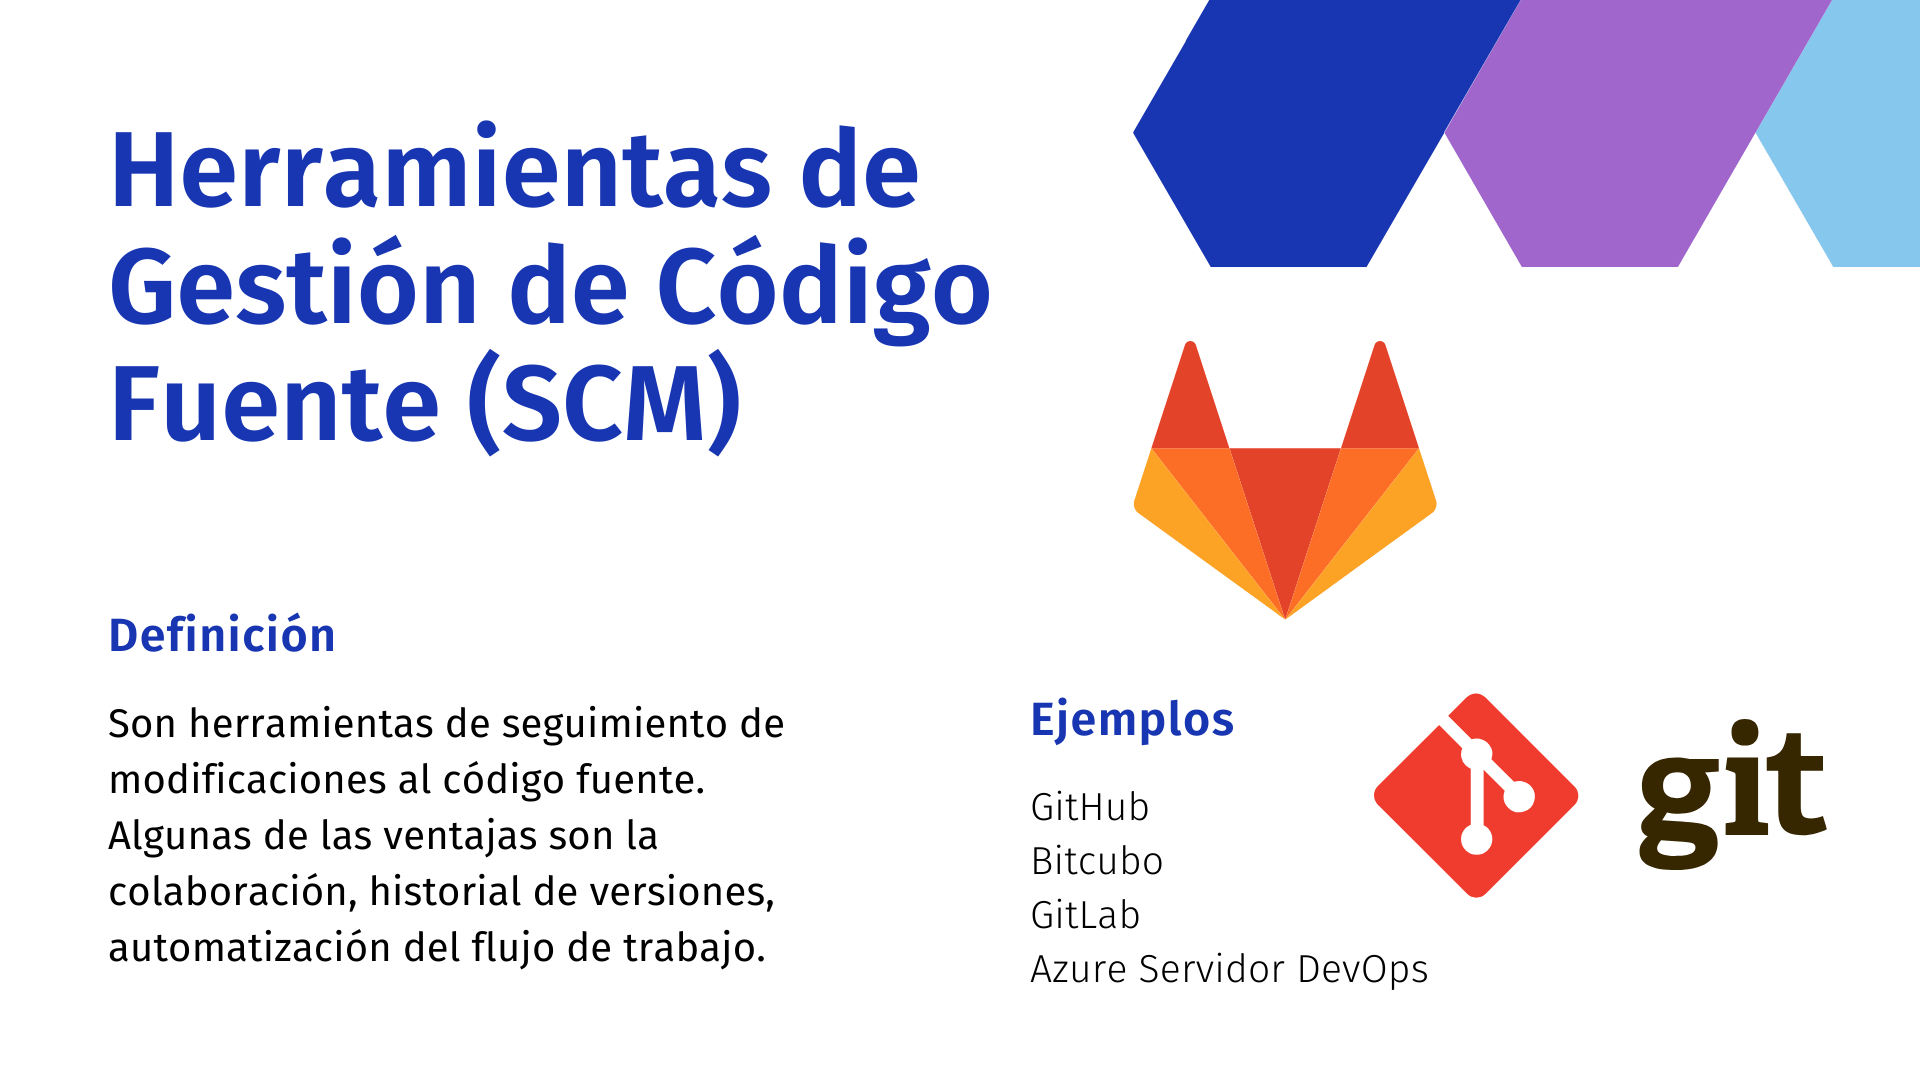 Herramientas de
Gestión de Código
Fuente (SCM)
Definición
Son herramientas de seguimiento de
modificaciones al código fuente.
Algunas de las ventajas son la
colaboración, historial de versiones,
automatización del flujo de trabajo.
Ejemplos
GitHub
Bitcubo
GitLab
Azure Servidor DevOps
git